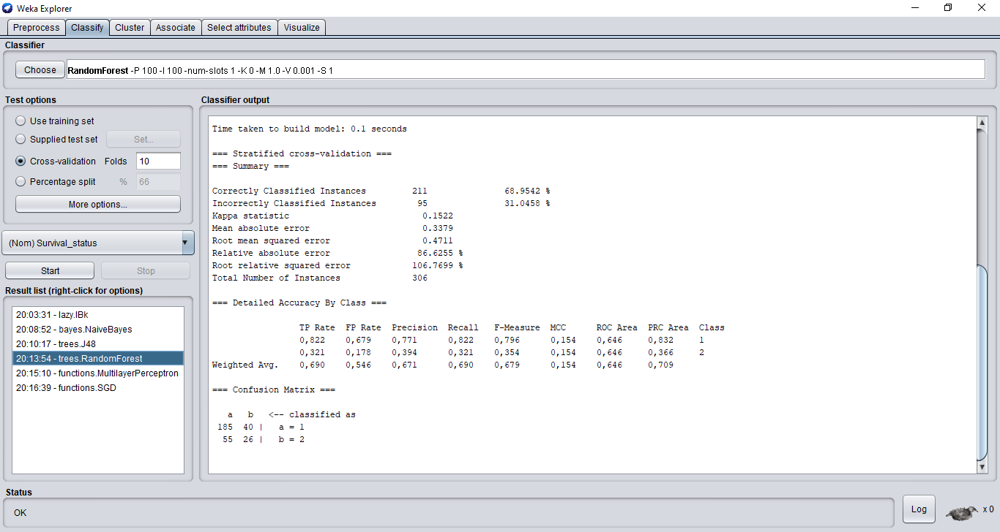 Weka Explorer
Preprocess Classify Cluster Associate Select attributes Visualize
Classifier
Choose RandomForest -P 100 -I 100 -num-slots 1 -K 0 -M 1.0 -V 0.001 -S 1
Test options
Use training set
Supplied test set Set...
Cross-validation Folds 10
Percentage split % 66
More options...
(Nom) Survival_status
Start Stop
Result list (right-click for options)
20:03:31 - lazy.IBk
20:08:52 - bayes.NaiveBayes
20:10:17 - trees.J48
20:13:54 - trees.RandomForest
20:15:10 - functions.MultilayerPerceptron
20:16:39 - functions.SGD
Classifier output
Time taken to build model: 0.1 seconds
=== Stratified cross-validation ===
=== Summary ===
Correctly Classified Instances 211 68.9542 %
Incorrectly Classified Instances 95 31.0458 %
Kappa statistic 0.1522
Mean absolute error 0.3379
Root mean squared error 0.4711
Relative absolute error 86.6255 %
Root relative squared error 106.7699 %
Total Number of Instances 306
=== Detailed Accuracy By Class ===
TP Rate FP Rate Precision Recall F-Measure MCC ROC Area PRC Area Class
0,822 0,679 0,771 0,822 0,796 0,154 0,646 0,832 1
0,321 0,178 0,394 0,321 0,354 0,154 0,646 0,366 2
Weighted Avg. 0,690 0,546 0,671 0,690 0,679 0,154 0,646 0,709
=== Confusion Matrix ===
a b <-- classified as
185 40 | a = 1
55 26 | b = 2
Status
OK
Log x 0